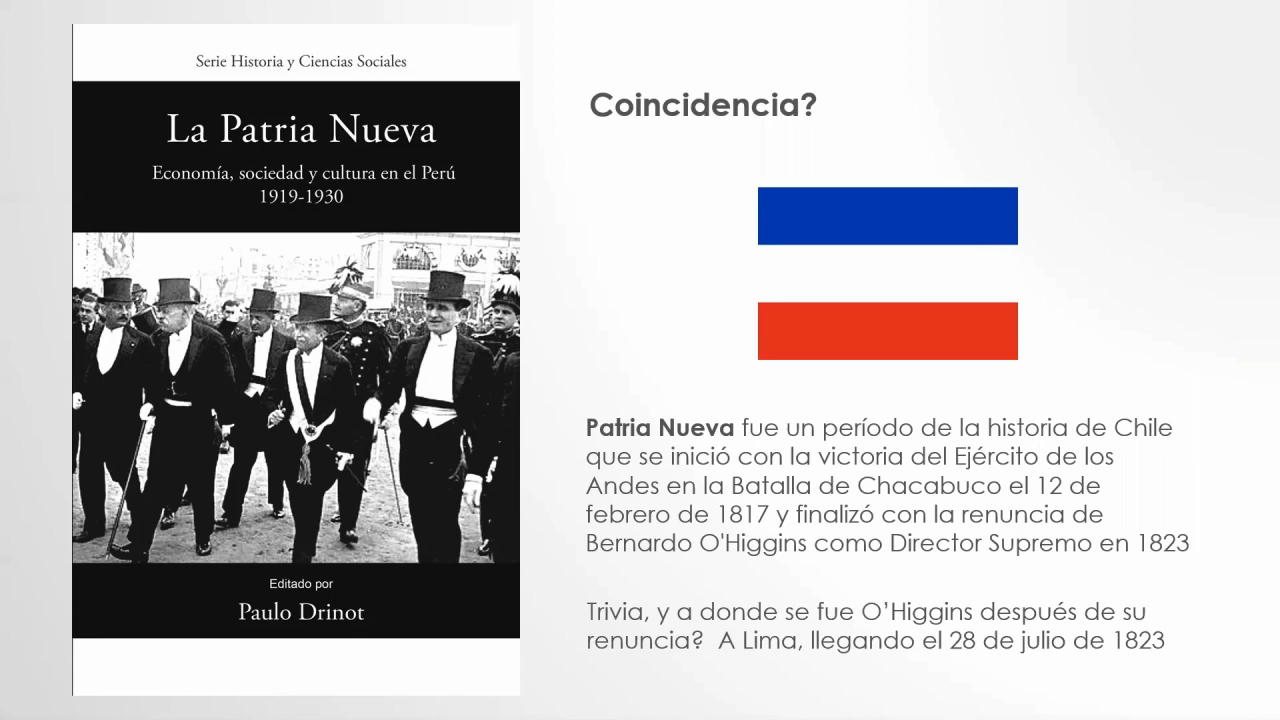 Serie Historia y Ciencias Sociales
La Patria Nueva
Economía, sociedad y cultura en el Perú
1919-1930
Editado por
Paulo Drinot
Coincidencia?
Patria Nueva fue un período de la historia de Chile
que se inició con la victoria del Ejército de los
Andes en la Batalla de Chacabuco el 12 de
febrero de 1817 y finalizó con la renuncia de
Bernardo O'Higgins como Director Supremo en 1823
Trivia, y a donde se fue O’Higgins después de su
renuncia?  A Lima, llegando el 28 de julio de 1823